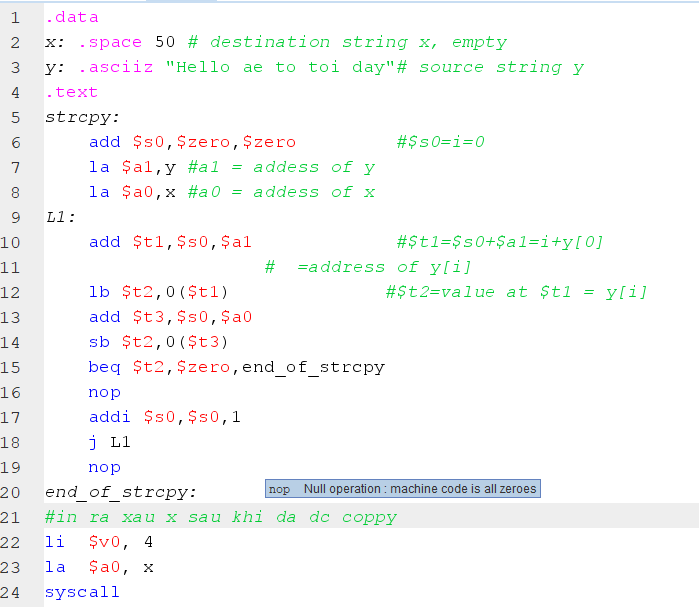 1 .data
2 x: .space 50 # destination string x, empty
3 y: .asciiz "Hello ae to toi day"# source string y
4 .text
5 strcpy:
6 add $s0,$zero,$zero #$s0=i=0
7 la $a1,y #a1 = addess of y
8 la $a0,x #a0 = addess of x
9 L1:
10 add $t1,$s0,$a1 #$t1=$s0+$a1=i+y[0]
11 # =address of y[i]
12 lb $t2,0($t1) #$t2=value at $t1 = y[i]
13 add $t3,$s0,$a0
14 sb $t2,0($t3)
15 beq $t2,$zero,end_of_strcpy
16 nop
17 addi $s0,$s0,1
18 j L1
19 nop
20 end_of_strcpy:
nop Null operation : machine code is all zeroes
21 #in ra xau x sau khi da dc coppy
22 li $v0, 4
23 la $a0, x
24 syscall